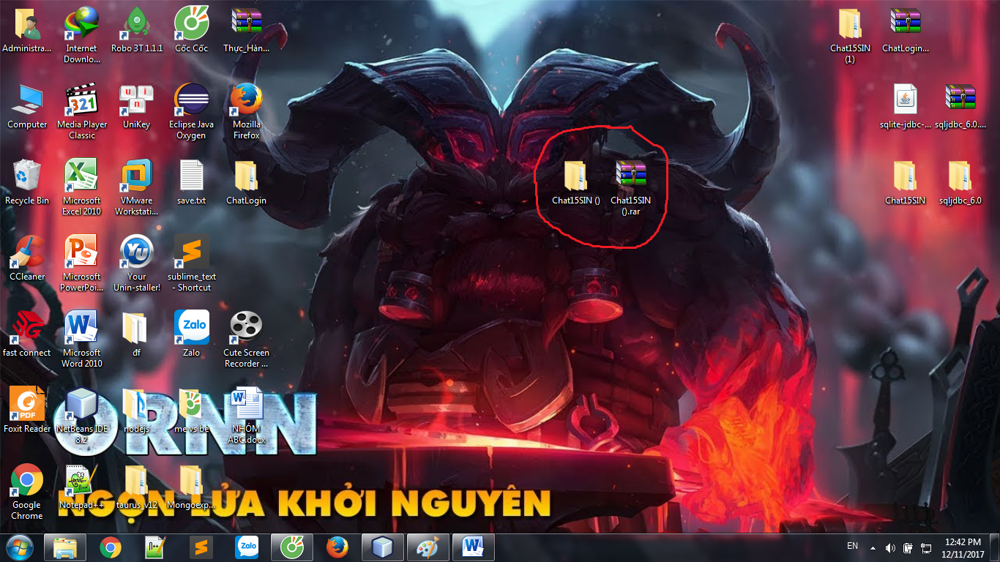 Administra...
Internet
Downlo...
Robo 3T 1.1.1
Cốc Cốc
Thực_Hàn...
Chat15SIN
(1)
ChatLogin...
Computer
Media Player
Classic
UniKey
Eclipse Java
Oxygen
Mozilla
Firefox
sqlite-jdbc-...
sqljdbc_6.0....
Recycle Bin
Microsoft
Excel 2010
VMware
Workstati...
save.txt
ChatLogin
Chat15SIN ()
Chat15SIN
().rar
Chat15SIN
sqljdbc_6.0
CCleaner
Microsoft
PowerPoi...
Your
Unin-staller!
sublime_text
- Shortcut
fast connect
Microsoft
Word 2010
đf
Zalo
Zalo
Cute Screen
Recorder ...
PDF
Foxit Reader
NetBeans IDE
8.2
nodejs
me vs be
NHÓM
ABC.docx
ORNN
Google
Chrome
Notepad++
taurus_v12
Mongoexp...
NGỌN LỬA KHỞI NGUYÊN
Zalo
EN
12:42 PM
12/11/2017